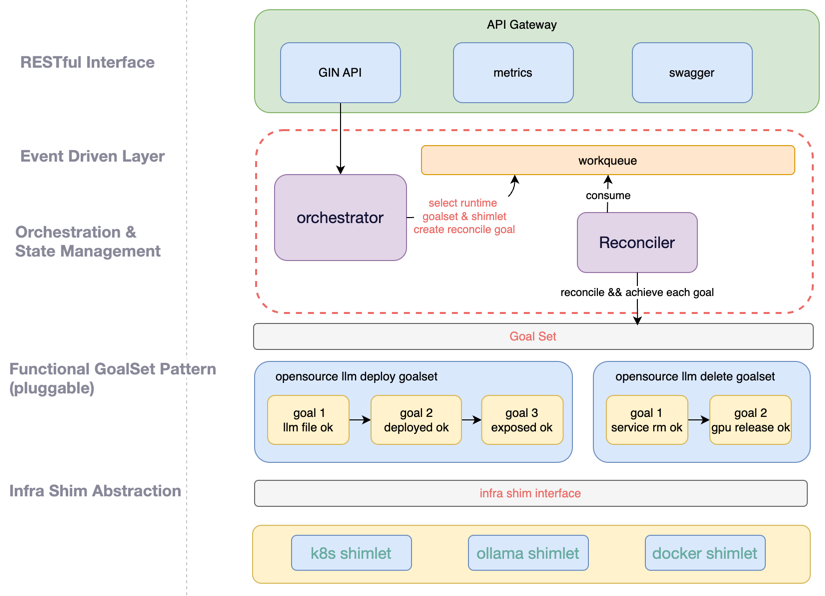 API Gateway
RESTful Interface
GIN API
metrics
swagger
Event Driven Layer
workqueue
orchestrator
select runtime
goalset & shimlet
create reconcile goal
consume
Orchestration &
State Management
Reconciler
reconcile && achieve each goal
Goal Set
Functional GoalSet Pattern
(pluggable)
opensource llm deploy goalset
goal 1
llm file ok
goal 2
deployed ok
goal 3
exposed ok
opensource llm delete goalset
goal 1
service rm ok
goal 2
gpu release ok
Infra Shim Abstraction
infra shim interface
k8s shimlet
ollama shimlet
docker shimlet